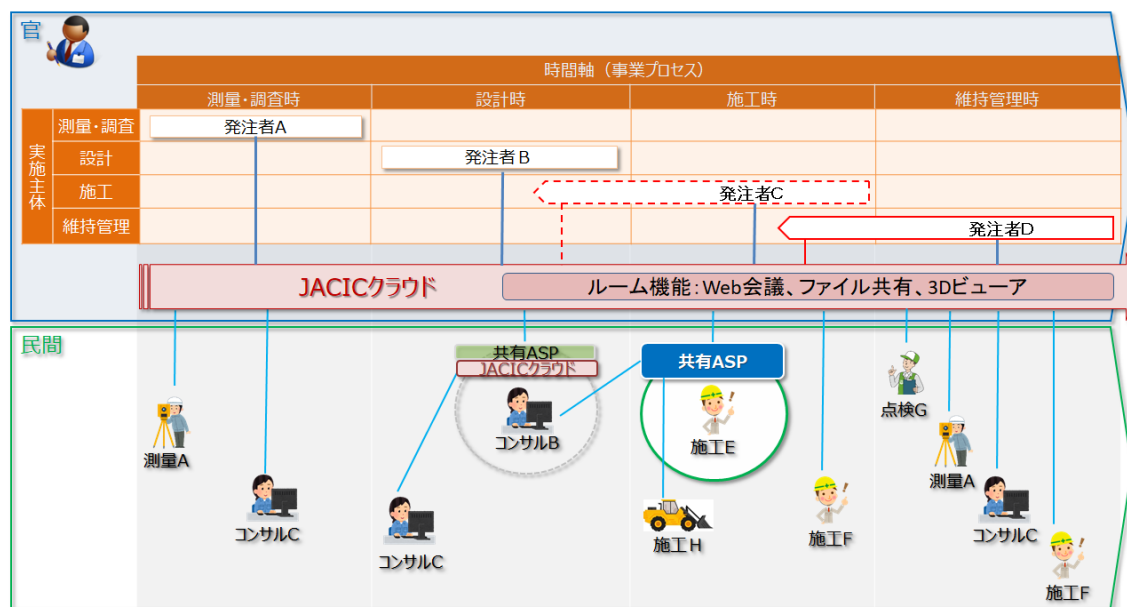 官
時間軸（事業プロセス）
測量・調査時
設計時
施工時
維持管理時
実施主体
測量・調査
発注者A
設計
発注者B
施工
発注者C
維持管理
発注者D
JACICクラウド
ルーム機能：Web会議、ファイル共有、3Dビューア
民間
共有ASP
JACICクラウド
コンサルB
共有ASP
施工E
点検G
測量A
測量A
コンサルC
コンサルC
施工H
施工F
コンサルC
施工F